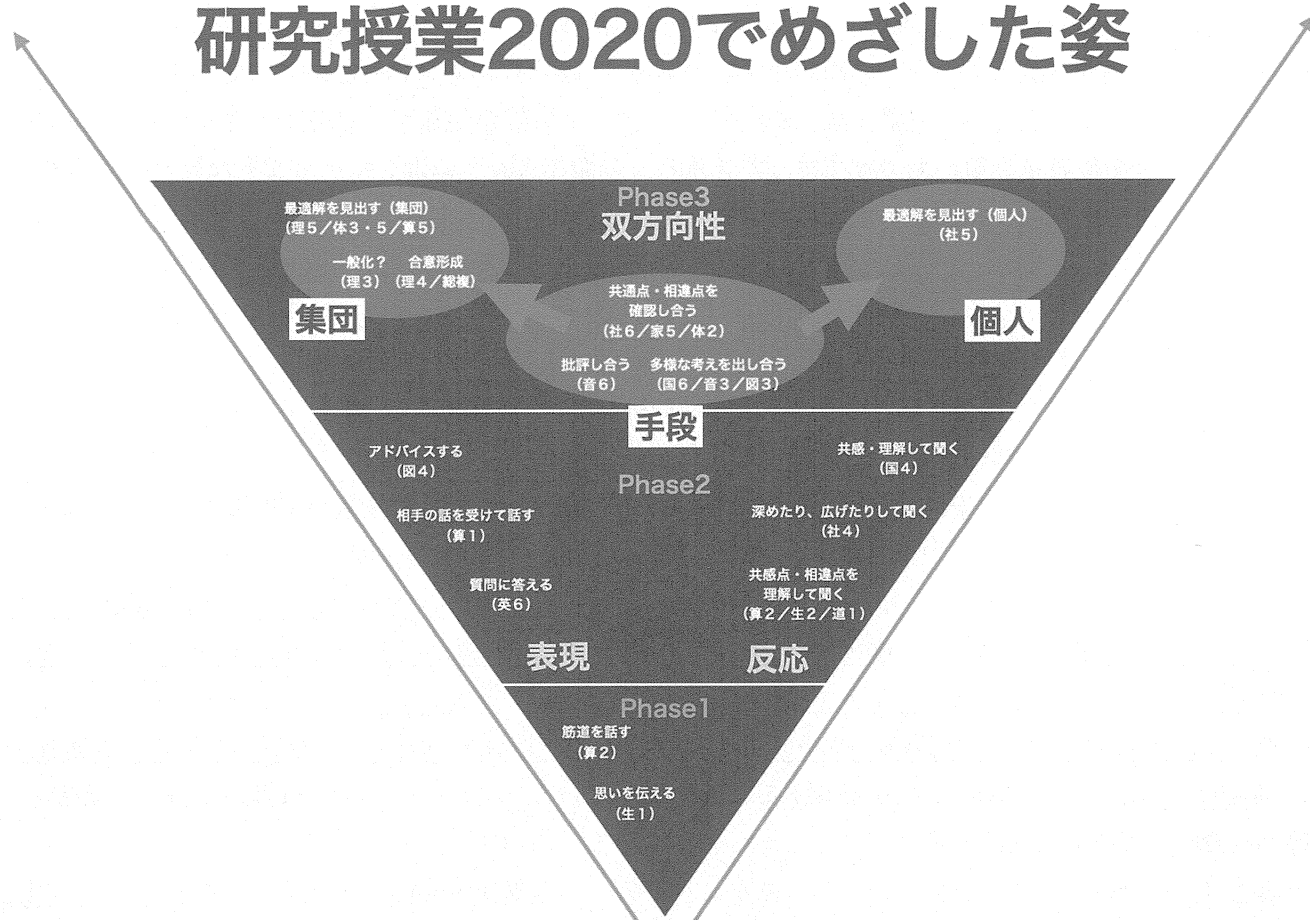 研究授業2020でめざした姿
Phase3
双方向性
最適解を見出す（集団）
（理５／体３・５／算５）
一般化？　合意形成
（理３）（理４／総複）
集団
最適解を見出す（個人）
（社５）
個人
共通点・相違点を
確認し合う
（社６／家５／体２）
批評し合う　多様な考えを出し合う
（音６）　（国６／音３／図３）
手段
Phase2
アドバイスする
（図４）
相手の話を受けて話す
（算１）
質問に答える
（英６）
表現
共感・理解して聞く
（国４）
深めたり、広げたりして聞く
（社４）
共感点・相違点を
理解して聞く
（算２／生２／道１）
反応
Phase1
筋道を話す
（算２）
思いを伝える
（生１）